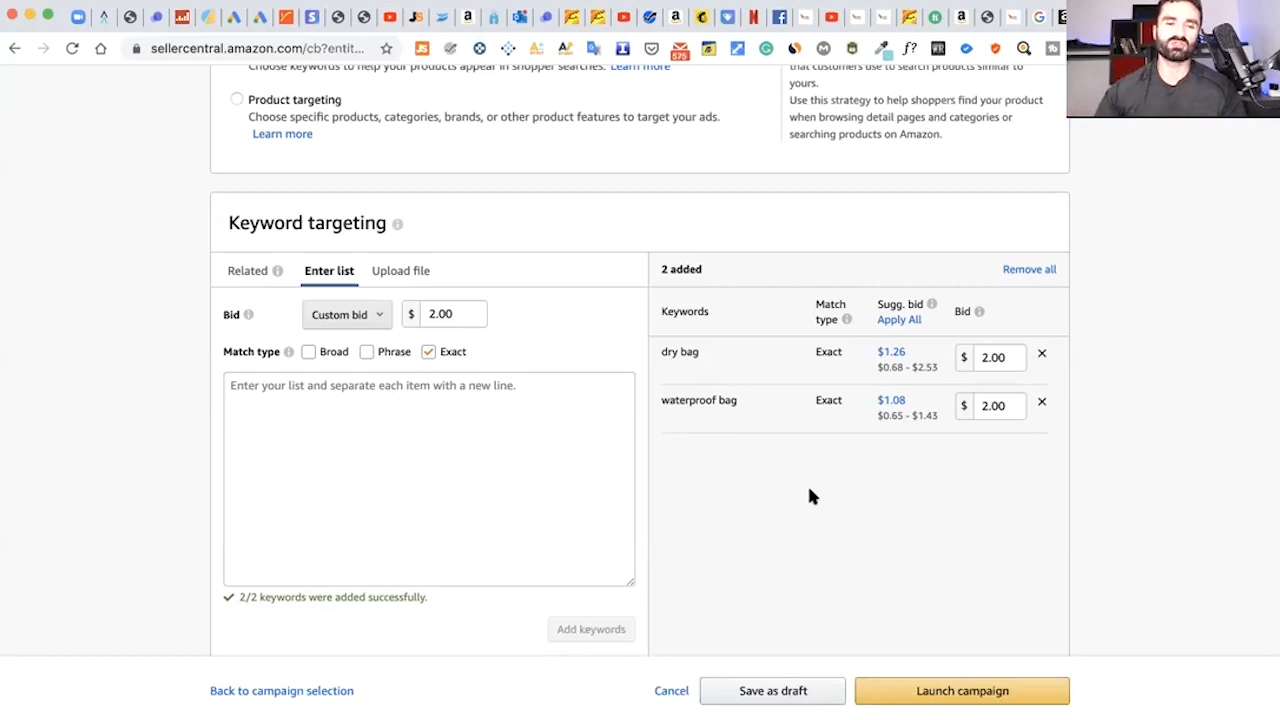 sellercentral.amazon.com/cb?entit...
575
Choose keywords to help your products appear in shopper searches. Learn more
that customers use to search products similar to
yours.
Product targeting
Choose specific products, categories, brands, or other product features to target your ads.
Learn more
Use this strategy to help shoppers find your product
when browsing detail pages and categories or
searching products on Amazon.
Keyword targeting
Related
Enter list
Upload file
2 added
Remove all
Bid
Custom bid
$
2.00
Keywords
Match
type
Sugg. bid
Apply All
Bid
Match type
Broad
Phrase
Exact
Enter your list and separate each item with a new line.
dry bag
Exact
$1.26
$0.68 - $2.53
$
2.00
waterproof bag
Exact
$1.08
$0.65 - $1.43
$
2.00
2/2 keywords were added successfully.
Add keywords
Back to campaign selection
Cancel
Save as draft
Launch campaign